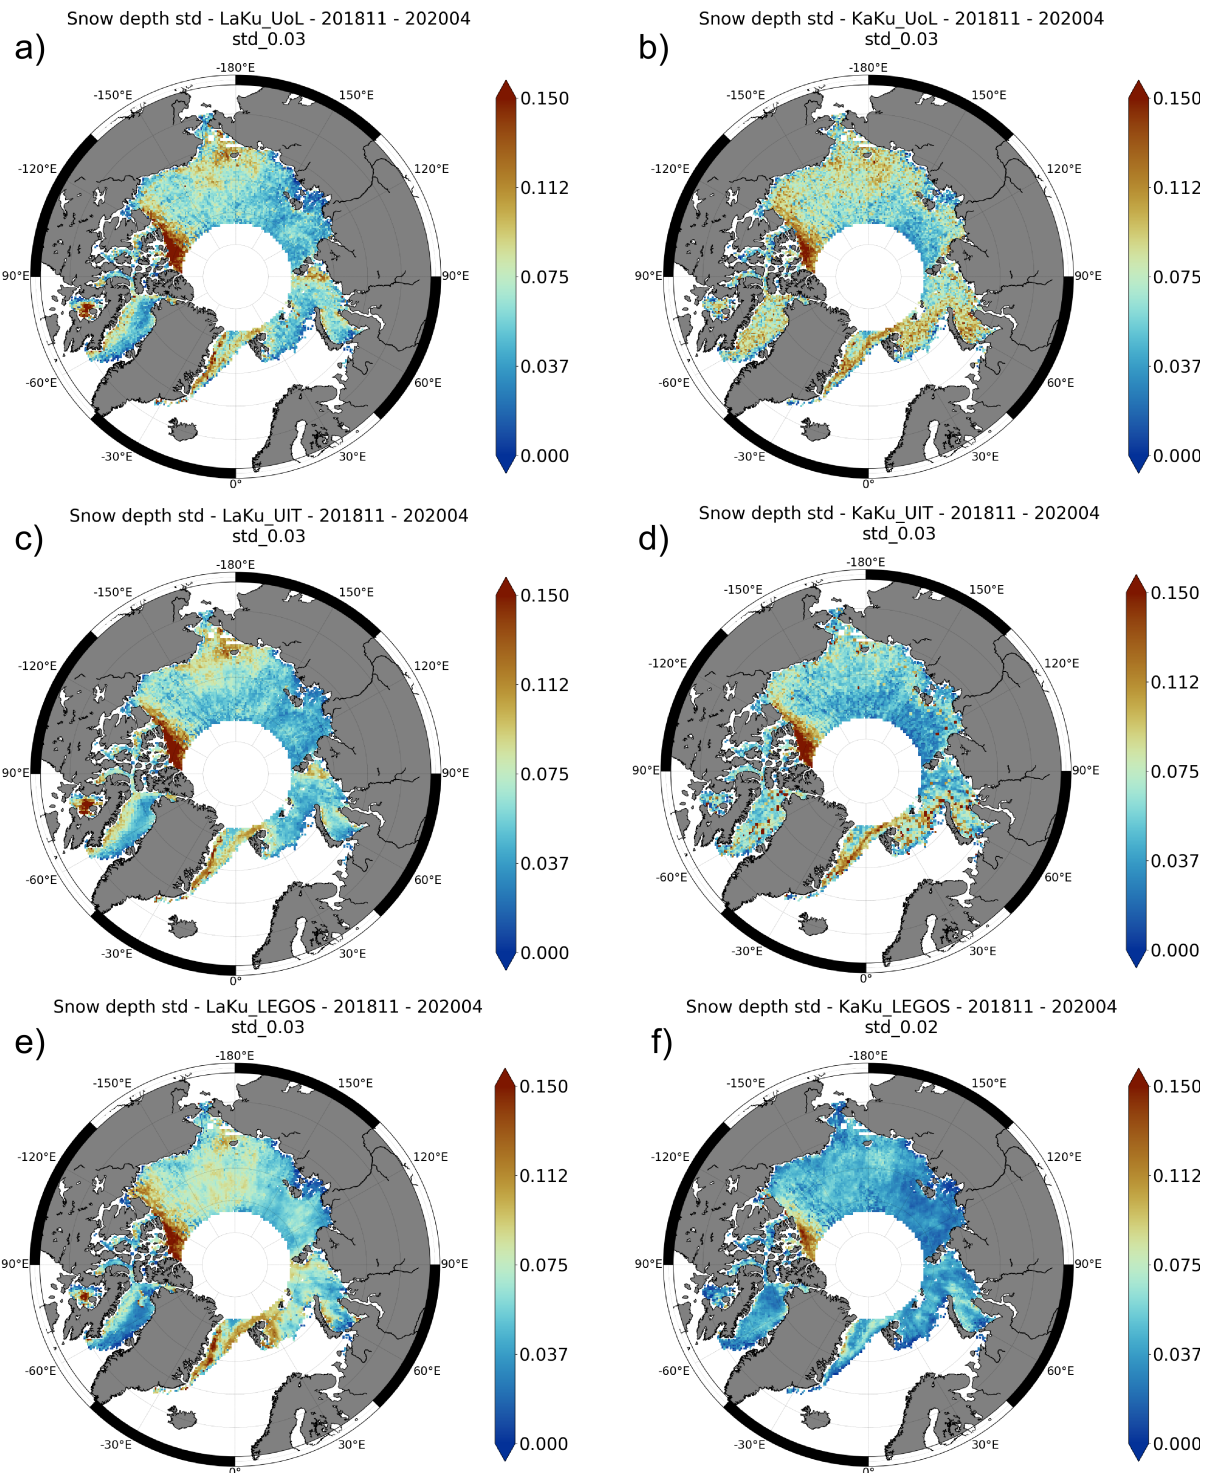 Snow depth std - LaKu_UoL - 201811 - 202004
std_0.03
a)
-180°E
-150°E
150°E
-120°E
120°E
90°E
90°E
-60°E
60°E
-30°E
30°E
0°
0.150
0.112
0.075
0.037
0.000
Snow depth std - KaKu_UoL - 201811 - 202004
std_0.03
b)
-180°E
-150°E
150°E
-120°E
120°E
90°E
90°E
-60°E
60°E
-30°E
30°E
0°
0.150
0.112
0.075
0.037
0.000
Snow depth std - LaKu_UIT - 201811 - 202004
std_0.03
c)
-180°E
-150°E
150°E
-120°E
120°E
90°E
90°E
-60°E
60°E
-30°E
30°E
0°
0.150
0.112
0.075
0.037
0.000
Snow depth std - KaKu_UIT - 201811 - 202004
std_0.03
d)
-180°E
-150°E
150°E
-120°E
120°E
90°E
90°E
-60°E
60°E
-30°E
30°E
0°
0.150
0.112
0.075
0.037
0.000
Snow depth std - LaKu_LEGOS - 201811 - 202004
std_0.03
e)
-180°E
-150°E
150°E
-120°E
120°E
90°E
90°E
-60°E
60°E
-30°E
30°E
0°
0.150
0.112
0.075
0.037
0.000
Snow depth std - KaKu_LEGOS - 201811 - 202004
std_0.02
f)
-180°E
-150°E
150°E
-120°E
120°E
90°E
90°E
-60°E
60°E
-30°E
30°E
0°
0.150
0.112
0.075
0.037
0.000